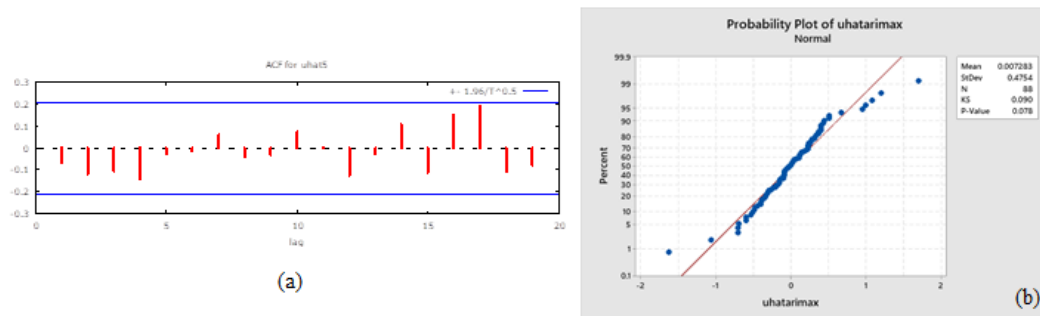 ACF for uhat5
+- 1.96/T^0.5
0.3
0.2
0.1
0
-0.1
-0.2
-0.3
0
5
10
15
20
lag
(a)
Probability Plot of uhatarimax
Normal
99.9
99
95
90
80
70
60
50
40
30
20
10
5
1
0.1
Percent
-2
-1
0
1
2
uhatarimax
Mean 0.007283
StDev 0.4754
N 88
KS 0.090
P-Value 0.078
(b)